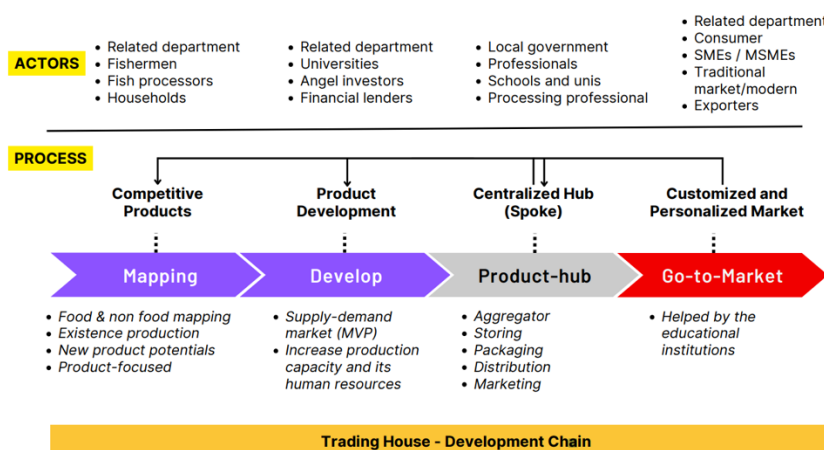 ACTORS
• Related department
• Fishermen
• Fish processors
• Households
• Related department
• Universities
• Angel investors
• Financial lenders
• Local government
• Professionals
• Schools and unis
• Processing professional
• Related department
• Consumer
• SMEs / MSMEs
• Traditional
market/modern
• Exporters
PROCESS
Competitive
Products
Product
Development
Centralized Hub
(Spoke)
Customized and
Personalized Market
Mapping
Develop
Product-hub
Go-to-Market
• Food & non food mapping
• Existence production
• New product potentials
• Product-focused
• Supply-demand
market (MVP)
• Increase production
capacity and its
human resources
• Aggregator
• Storing
• Packaging
• Distribution
• Marketing
• Helped by the
educational
institutions
Trading House - Development Chain